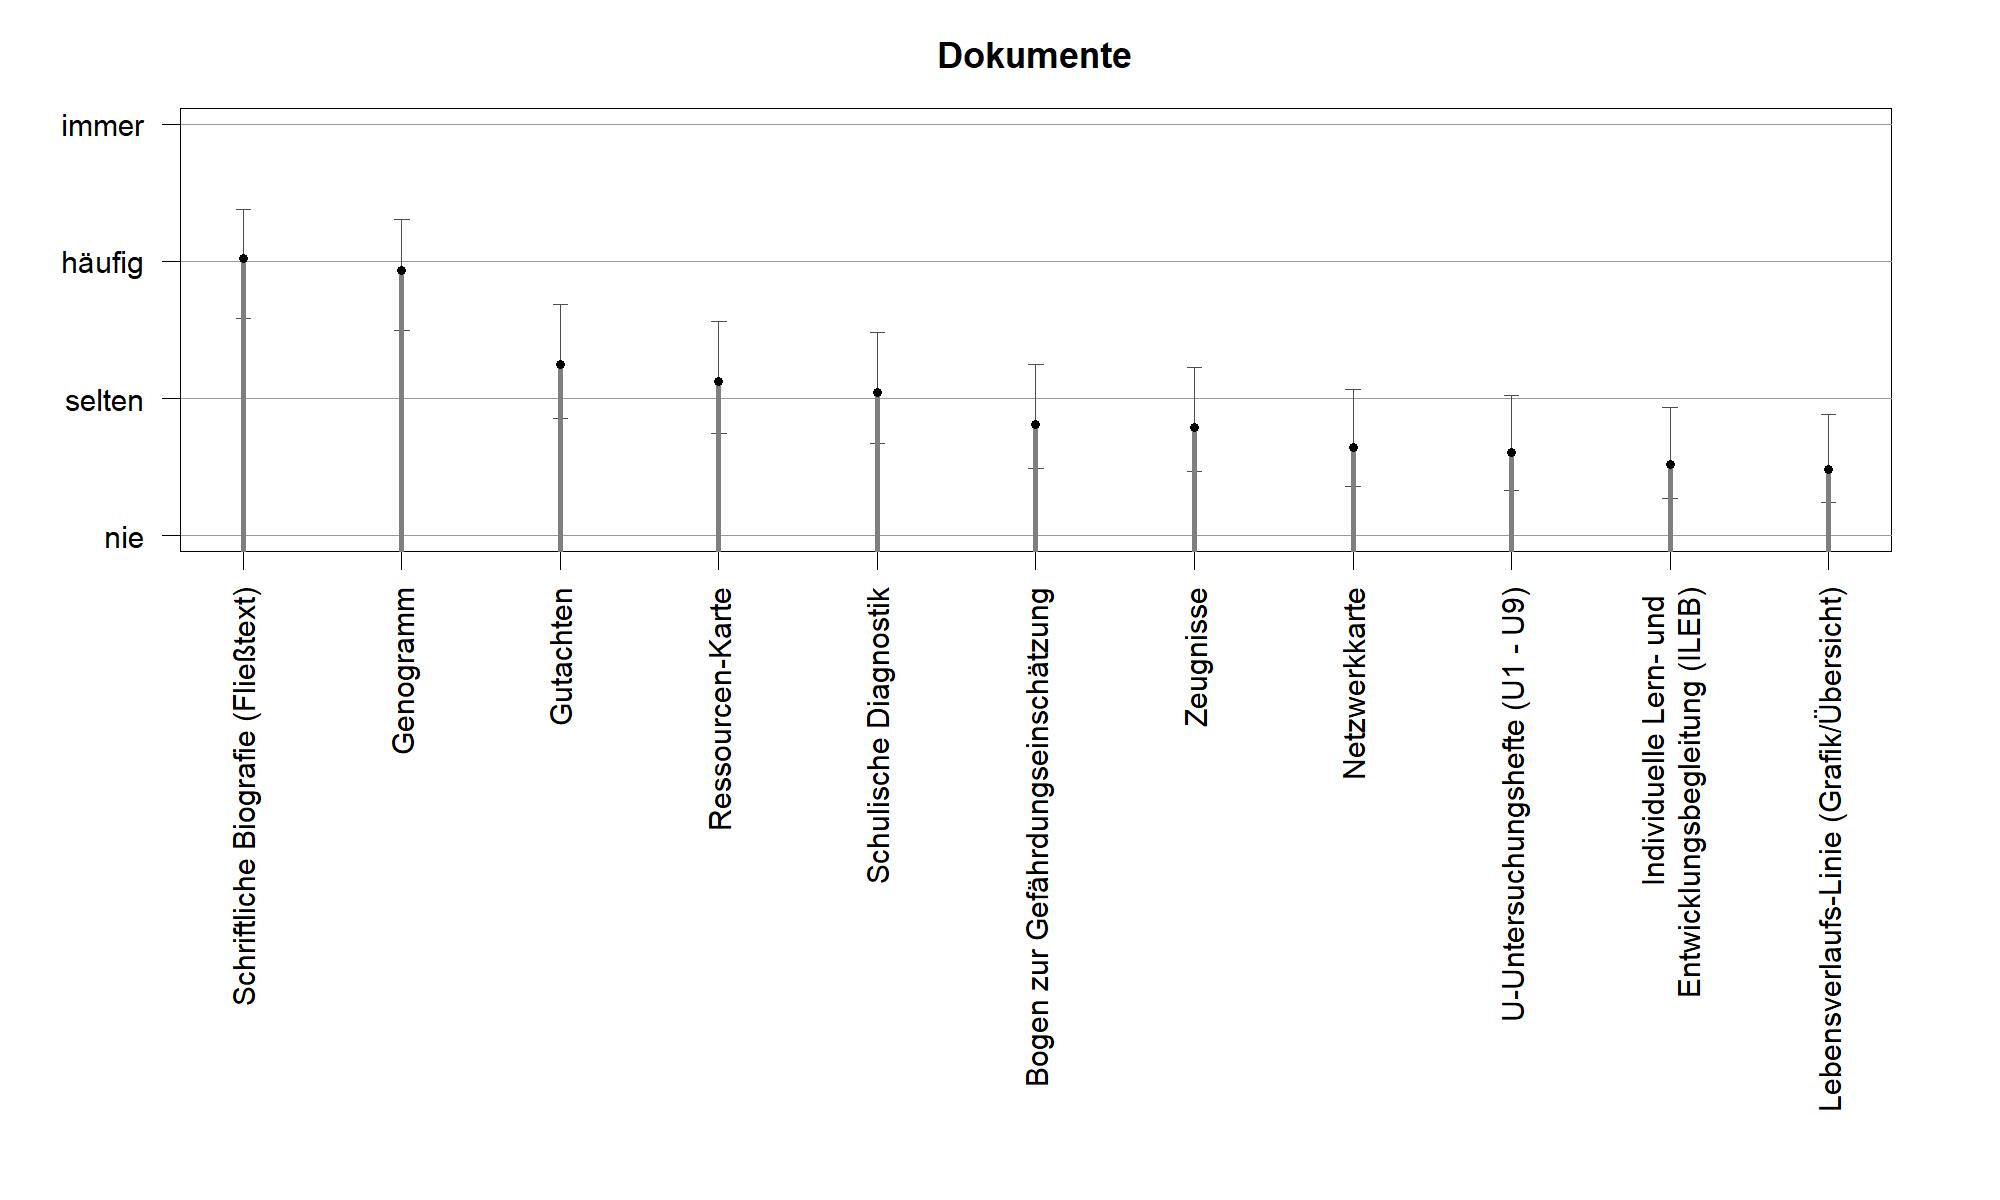 Dokumente
immer
häufig
selten
nie
Schriftliche Biografie (Fließtext)
Genogramm
Gutachten
Ressourcen-Karte
Schulische Diagnostik
Bogen zur Gefährdungseinschätzung
Zeugnisse
Netzwerkkarte
U-Untersuchungshefte (U1 - U9)
Individuelle Lern- und
Entwicklungsbegleitung (ILEB)
Lebensverlaufs-Linie (Grafik/Übersicht)